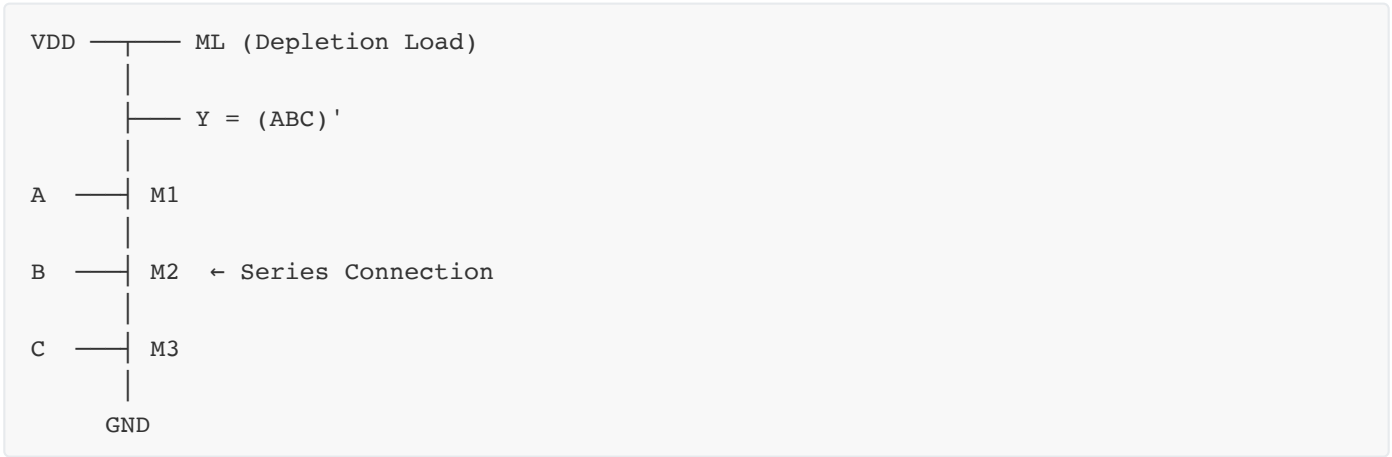 VDD ML (Depletion Load)
Y = (ABC)'
A M1
B M2 ← Series Connection
C M3
GND